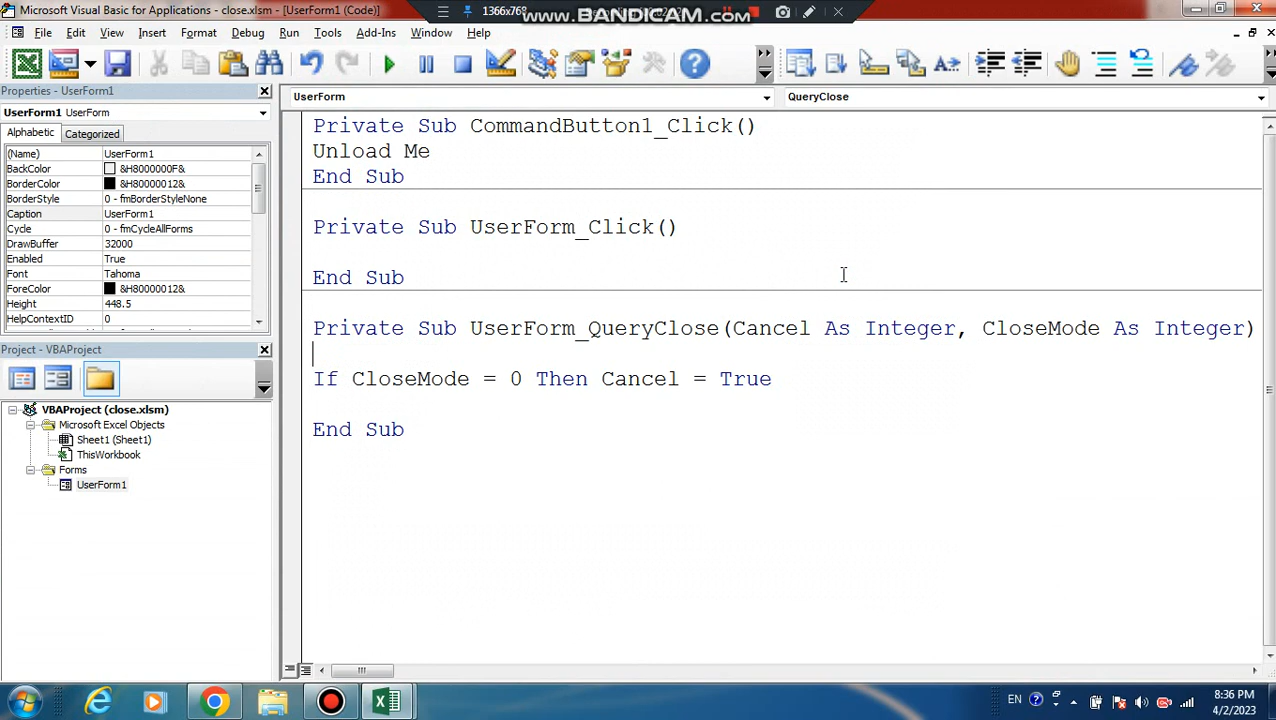 Microsoft Visual Basic for Applications - close.xlsm - [UserForm1 (Code)]
1366x768
www.BANDICAM.com
File Edit View Insert Format Debug Run Tools Add-Ins Window Help
Properties - UserForm1
UserForm1 UserForm
Alphabetic Categorized
(Name) UserForm1
BackColor &H8000000F&
BorderColor &H80000012&
BorderStyle 0 - fmBorderStyleNone
Caption UserForm1
Cycle 0 - fmCycleAllForms
DrawBuffer 32000
Enabled True
Font Tahoma
ForeColor &H80000012&
Height 448.5
HelpContextID 0
Project - VBAProject
VBAProject (close.xlsm)
Microsoft Excel Objects
Sheet1 (Sheet1)
ThisWorkbook
Forms
UserForm1
UserForm QueryClose
Private Sub CommandButton1_Click()
Unload Me
End Sub
Private Sub UserForm_Click()
End Sub
Private Sub UserForm_QueryClose(Cancel As Integer, CloseMode As Integer)
If CloseMode = 0 Then Cancel = True
End Sub
EN
8:36 PM
4/2/2023